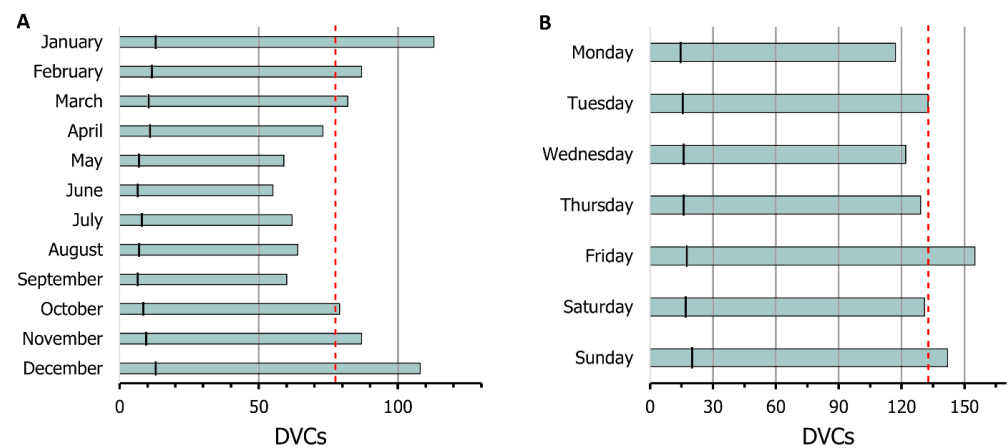 A
January
February
March
April
May
June
July
August
September
October
November
December
0 50 100
DVCs
B
Monday
Tuesday
Wednesday
Thursday
Friday
Saturday
Sunday
0 30 60 90 120 150
DVCs